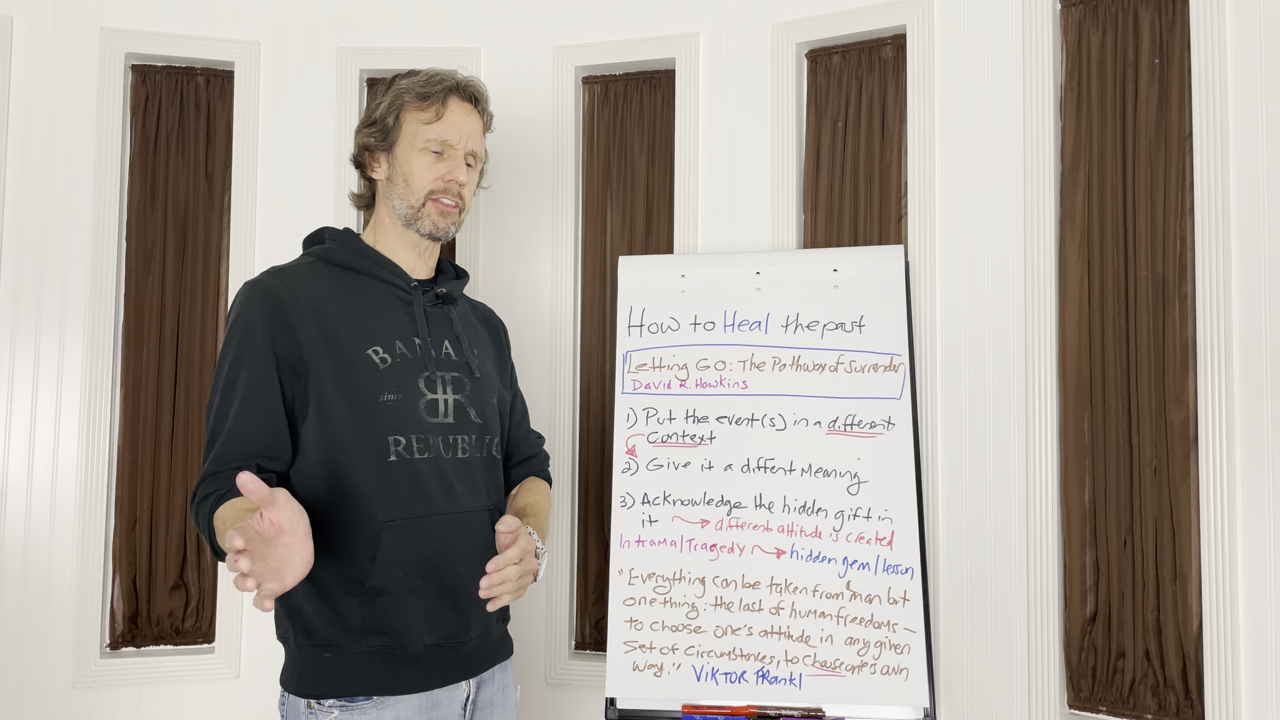 BANANA
since
BR
REPUBLIC
How to Heal the past
Letting GO: The Pathway of Surrender
David R. Hawkins
1) Put the event(s) in a different
Context
2) Give it a diffent Meaning
3) Acknowledge the hidden gift in
it → different attitude is created
In trama/Tragedy → hidden gem/lesson
"Everything can be taken from a man but
one thing: the last of human freedoms –
to choose one's attitude in any given
set of circumstances, to choose one's own
way." Viktor Frankl